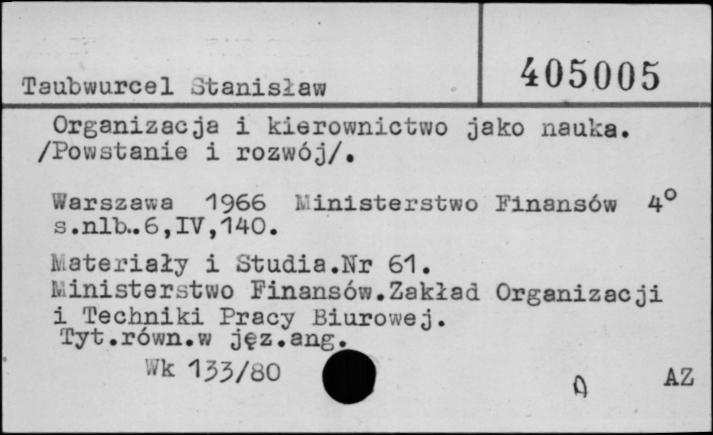 Taubwurcel Stanisław
405005
Organizacja i kierownictwo jako nauka.
/Powstanie i rozwój/.
Warszawa 1966 Ministerstwo Finansów 4°
s.nlb..6,IV,140.
Materiały i Studia.Nr 61.
Ministerstwo Finansów.Zakład Organizacji
i Techniki Pracy Biurowej.
Tyt.równ.w jęz.ang.
Wk 133/80
AZ